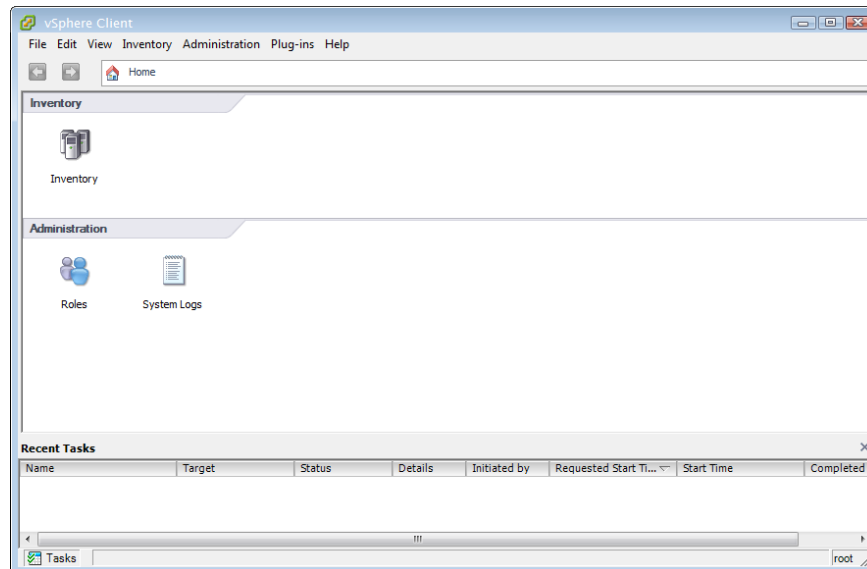 vSphere Client
File Edit View Inventory Administration Plug-ins Help
Home
Inventory
Inventory
Administration
Roles System Logs
Recent Tasks
Name Target Status Details Initiated by Requested Start Ti... Start Time Completed
Tasks root